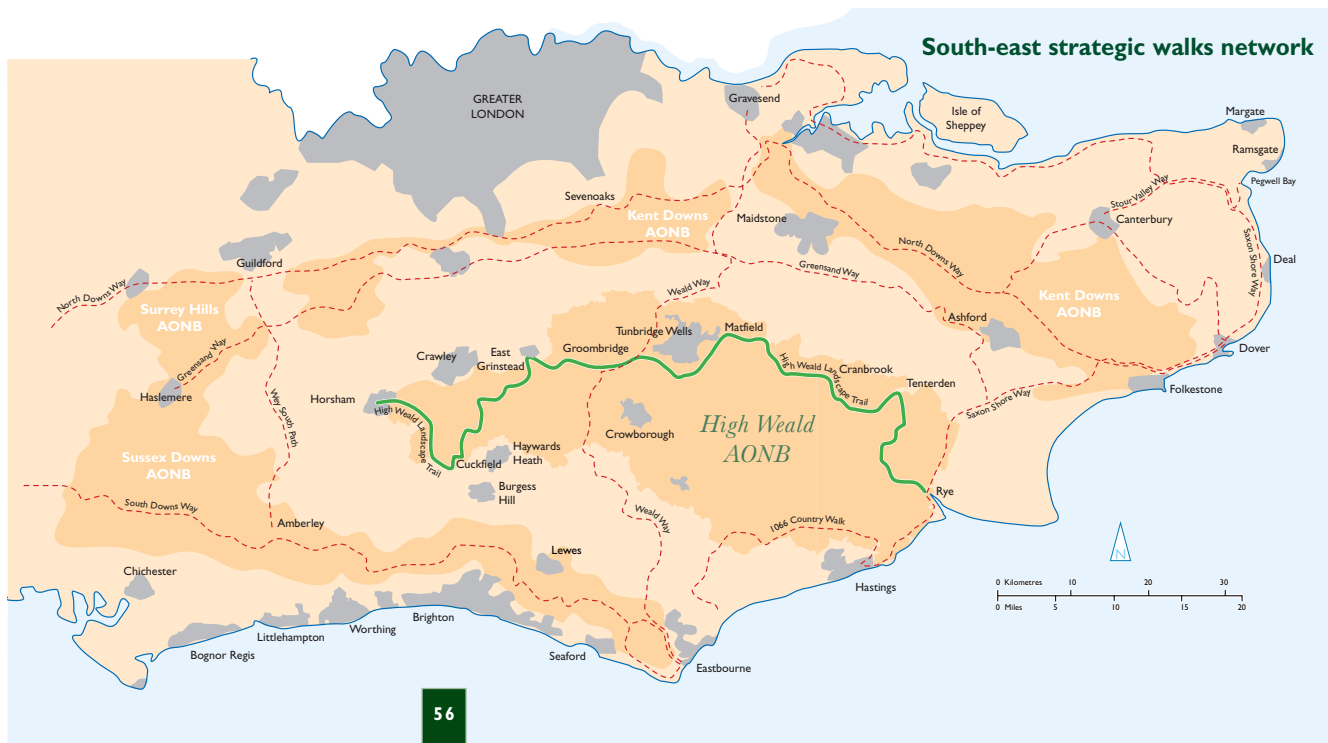 South-east strategic walks network
GREATER
LONDON
Gravesend
Isle of
Sheppey
Margate
Ramsgate
Pegwell Bay
Sevenoaks
Kent Downs
AONB
Maidstone
Stour Valley Way
Canterbury
Guildford
North Downs Way
Saxon Shore Way
Deal
Greensand Way
North Downs Way
Surrey Hills
AONB
Weald Way
Kent Downs
AONB
Tunbridge Wells
Matfield
Ashford
Dover
Crawley
East
Grinstead
Groombridge
Greensand Way
High Weald Landscape Trail
Cranbrook
Tenterden
Folkestone
Haslemere
Horsham
High Weald Landscape Trail
Wey South Path
Saxon Shore Way
Crowborough
High Weald
AONB
Sussex Downs
AONB
Cuckfield
Haywards
Heath
Burgess
Hill
Rye
South Downs Way
Amberley
Weald Way
1066 Country Walk
Lewes
N
Chichester
Hastings
0 Kilometres 10 20 30
0 Miles 5 10 15 20
Brighton
Worthing
Littlehampton
Bognor Regis
Seaford
Eastbourne
56